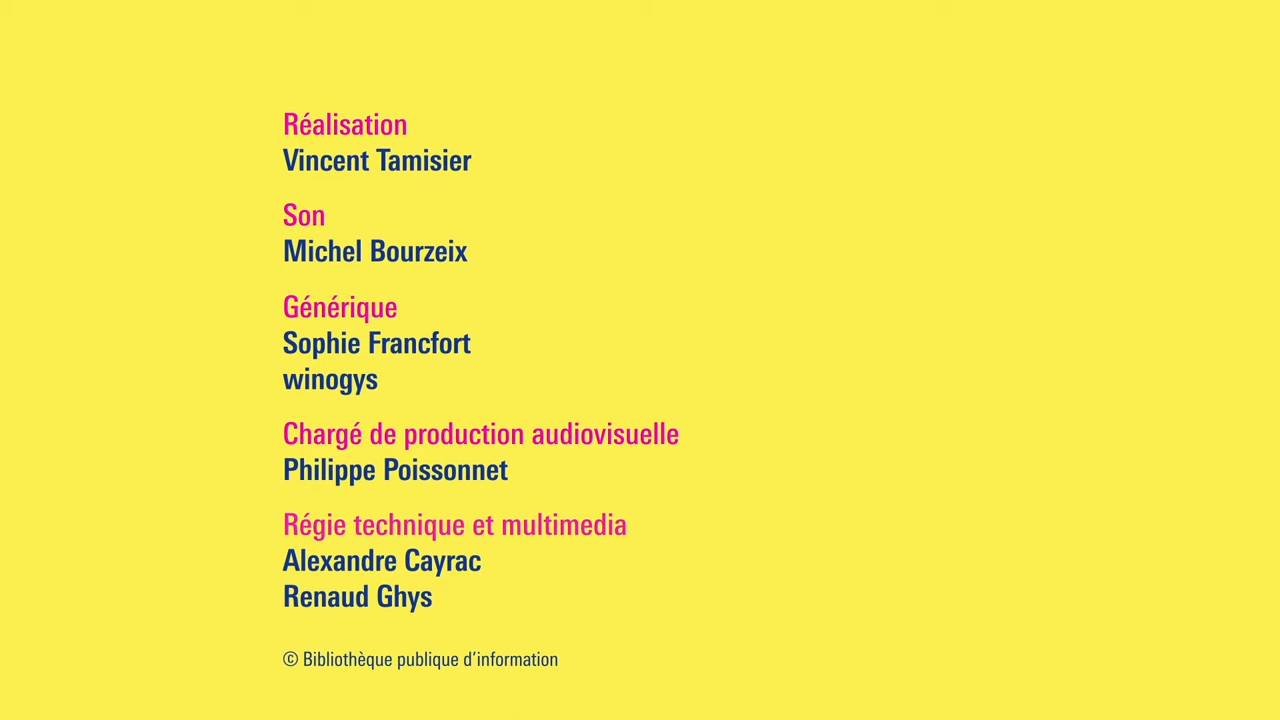 Réalisation
Vincent Tamisier
Son
Michel Bourzeix
Générique
Sophie Francfort
winogys
Chargé de production audiovisuelle
Philippe Poissonnet
Régie technique et multimedia
Alexandre Cayrac
Renaud Ghys
© Bibliothèque publique d’information